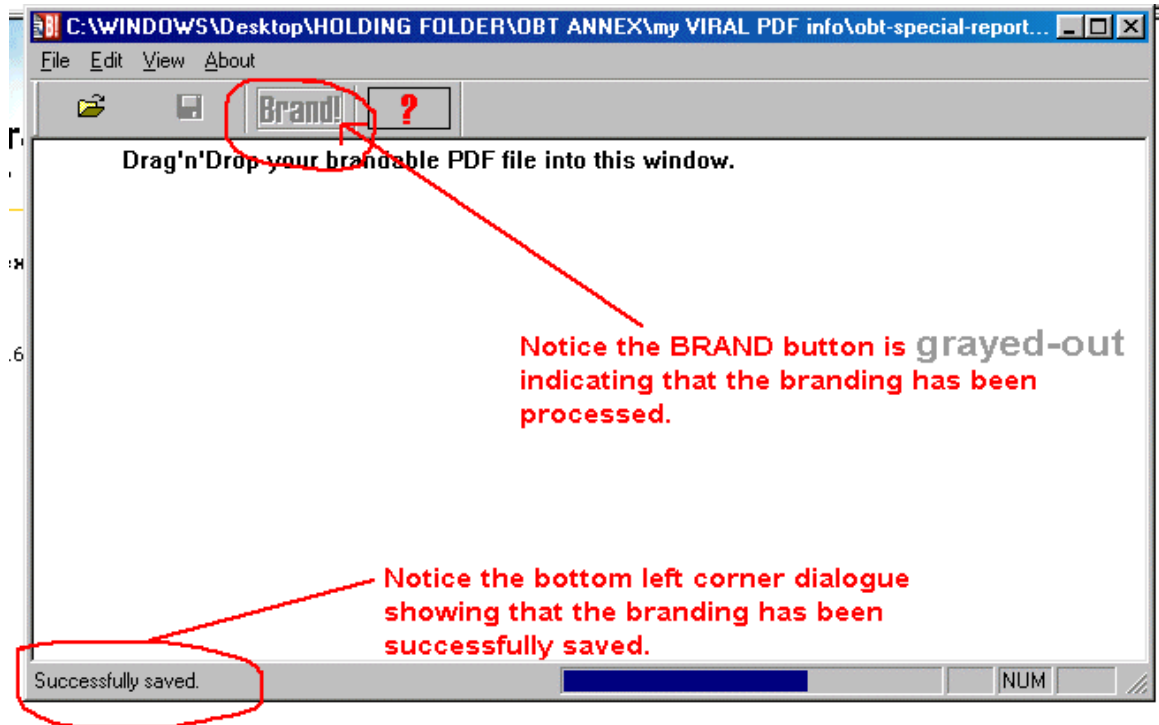 C:\WINDOWS\Desktop\HOLDING FOLDER\OBT ANNEX\my VIRAL PDF info\obt-special-report...
File Edit View About
Brand! ?
Drag'n'Drop your brandable PDF file into this window.
Notice the BRAND button is grayed-out
indicating that the branding has been
processed.
Notice the bottom left corner dialogue
showing that the branding has been
successfully saved.
Successfully saved. NUM